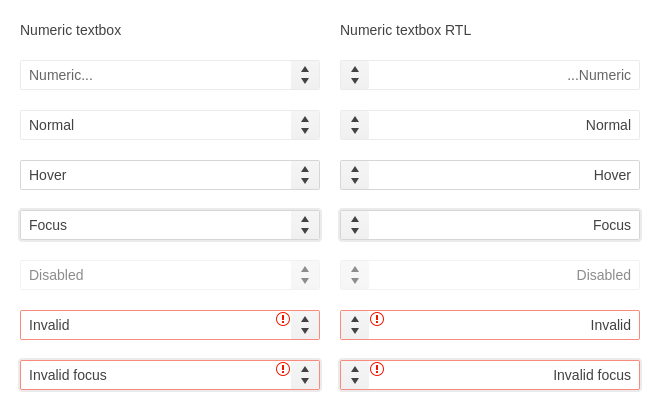 Numeric textbox
Numeric...
Normal
Hover
Focus
Disabled
Invalid
Invalid focus
Numeric textbox RTL
...Numeric
Normal
Hover
Focus
Disabled
Invalid
Invalid focus